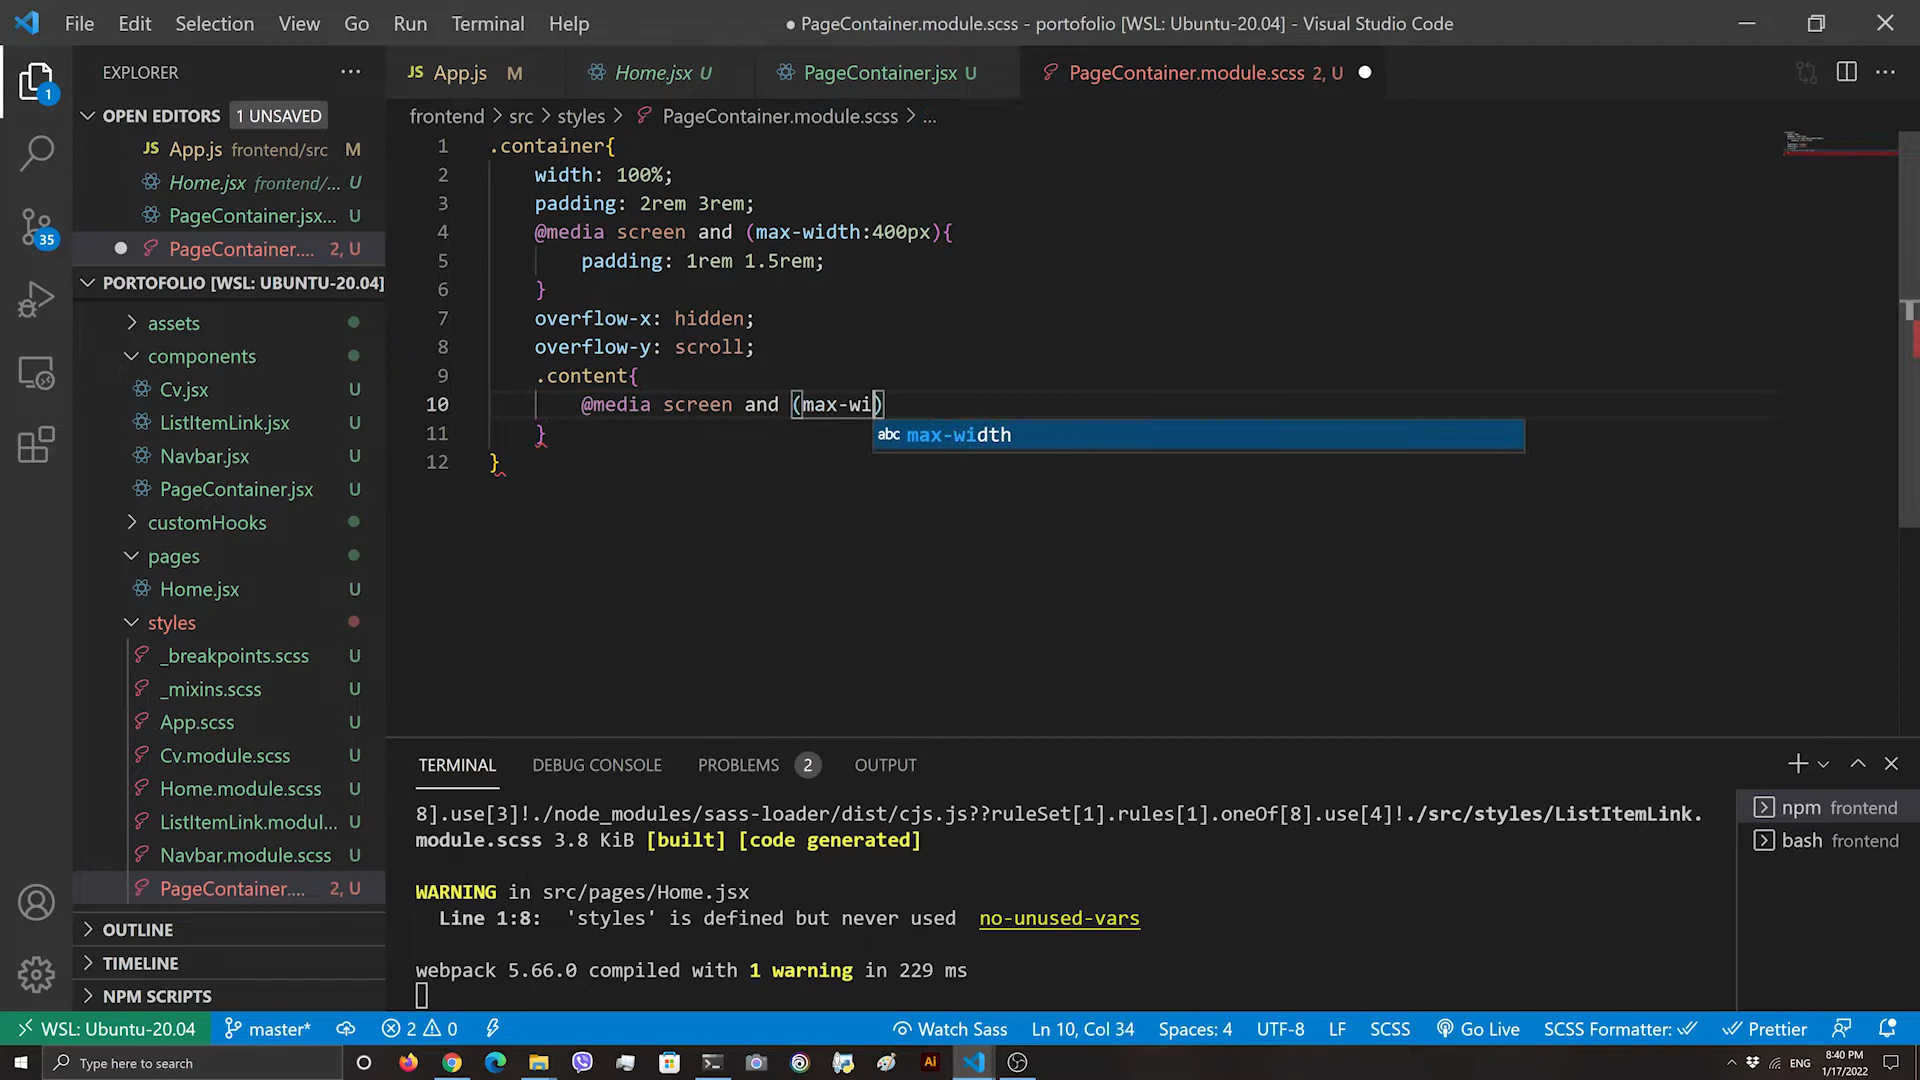 File Edit Selection View Go Run Terminal Help
● PageContainer.module.scss - portofolio [WSL: Ubuntu-20.04] - Visual Studio Code
EXPLORER
JS App.js M
Home.jsx U
PageContainer.jsx U
PageContainer.module.scss 2, U
1
OPEN EDITORS 1 UNSAVED
JS App.js frontend/src M
Home.jsx frontend/... U
PageContainer.jsx... U
PageContainer.... 2, U
PORTOFOLIO [WSL: UBUNTU-20.04]
assets
components
Cv.jsx U
ListItemLink.jsx U
Navbar.jsx U
PageContainer.jsx U
customHooks
pages
Home.jsx U
styles
_breakpoints.scss U
_mixins.scss U
App.scss U
Cv.module.scss U
Home.module.scss U
ListItemLink.modul... U
Navbar.module.scss U
PageContainer.... 2, U
OUTLINE
TIMELINE
NPM SCRIPTS
35
frontend > src > styles > PageContainer.module.scss > ...
1 .container{
2 width: 100%;
3 padding: 2rem 3rem;
4 @media screen and (max-width:400px){
5 padding: 1rem 1.5rem;
6 }
7 overflow-x: hidden;
8 overflow-y: scroll;
9 .content{
10 @media screen and (max-wi)
abc max-width
11 }
12 }
TERMINAL DEBUG CONSOLE PROBLEMS 2 OUTPUT
8].use[3]!./node_modules/sass-loader/dist/cjs.js??ruleSet[1].rules[1].oneOf[8].use[4]!./src/styles/ListItemLink.
module.scss 3.8 KiB [built] [code generated]
WARNING in src/pages/Home.jsx
Line 1:8: 'styles' is defined but never used no-unused-vars
webpack 5.66.0 compiled with 1 warning in 229 ms
npm frontend
bash frontend
WSL: Ubuntu-20.04 master* 2 0 Watch Sass Ln 10, Col 34 Spaces: 4 UTF-8 LF SCSS Go Live SCSS Formatter: Prettier
Type here to search
Ai
ENG
8:40 PM
1/17/2022